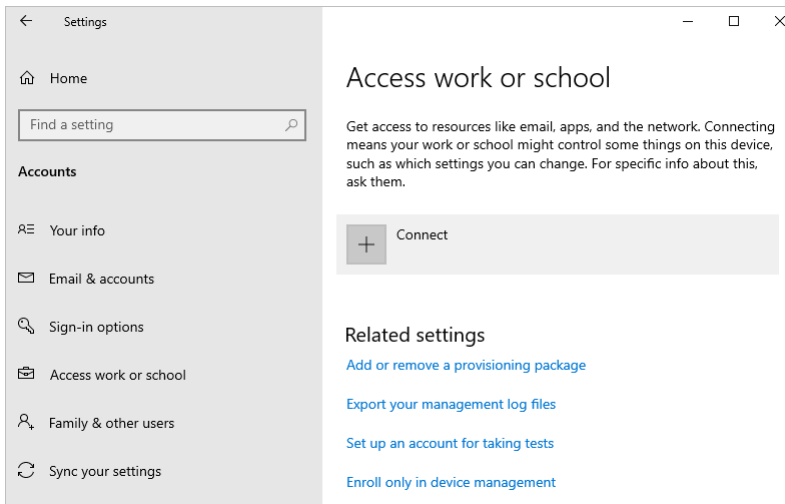 Settings
Home
Find a setting
Accounts
Your info
Email & accounts
Sign-in options
Access work or school
Family & other users
Sync your settings
Access work or school
Get access to resources like email, apps, and the network. Connecting
means your work or school might control some things on this device,
such as which settings you can change. For specific info about this,
ask them.
Connect
Related settings
Add or remove a provisioning package
Export your management log files
Set up an account for taking tests
Enroll only in device management